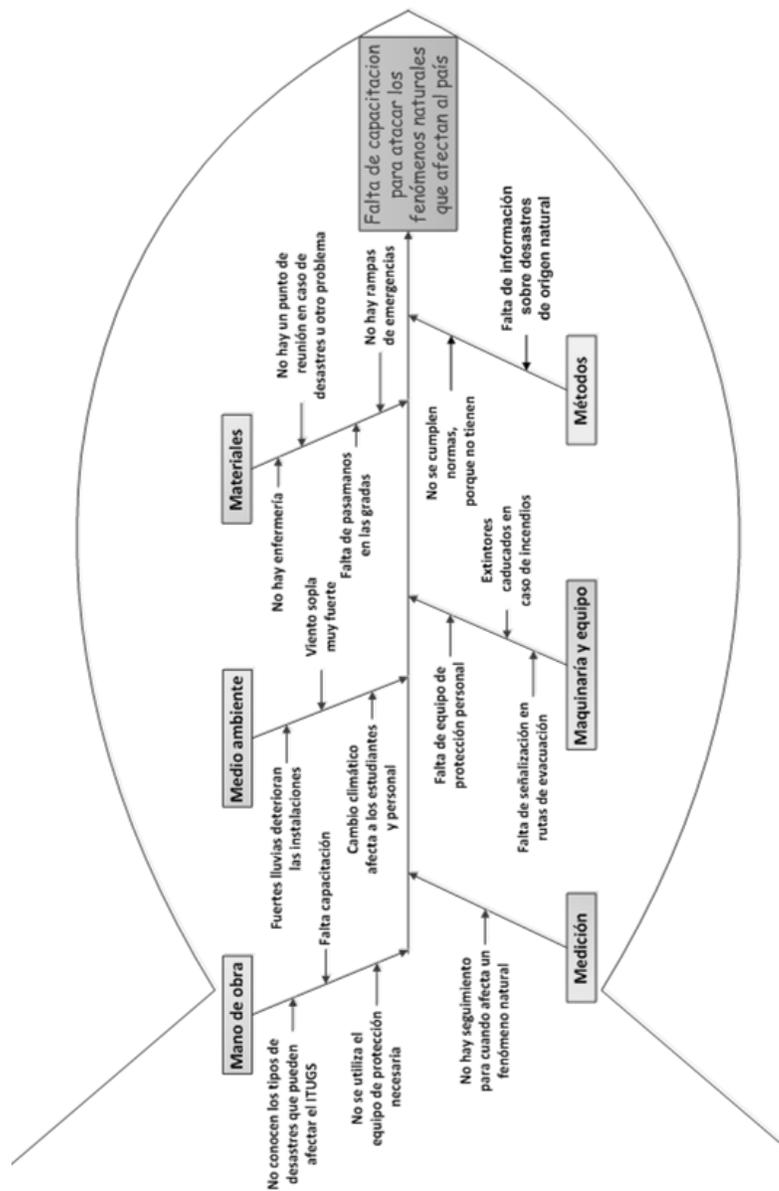 Mano de obra
No conocen los tipos de
desastres que pueden
afectar el ITUGS
Falta capacitación
No se utiliza el
equipo de protección
necesaria
Medio ambiente
Fuertes lluvias deterioran
las instalaciones
Viento sopla
muy fuerte
Cambio climático
afecta a los estudiantes
y personal
Materiales
No hay enfermería
No hay un punto de
reunión en caso de
desastres u otro problema
Falta de pasamanos
en las gradas
No hay rampas
de emergencias
Falta de capacitacion
para atacar los
fenómenos naturales
que afectan al país
No hay seguimiento
para cuando afecta un
fenómeno natural
Medición
Falta de equipo de
protección personal
Extintores
caducados en
caso de incendios
Falta de señalización en
rutas de evacuación
Maquinaría y equipo
No se cumplen
normas,
porque no tienen
Falta de información
sobre desastres
de origen natural
Métodos